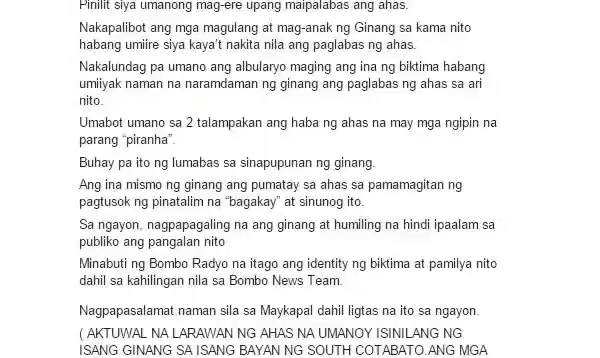 Pinilit siya umanong mag-ere upang maipalabas ang ahas.
Nakapalibot ang mga magulang at mag-anak ng Ginang sa kama nito
habang umiire siya kaya't nakita nila ang paglabas ng ahas.
Nakalundag pa umano ang albularyo maging ang ina ng biktima habang
umiiyak naman na naramdaman ng ginang ang paglabas ng ahas sa ari
nito.
Umabot umano sa 2 talampakan ang haba ng ahas na may mga ngipin na
parang “piranha”.
Buhay pa ito ng lumabas sa sinapupunan ng ginang.
Ang ina mismo ng ginang ang pumatay sa ahas sa pamamagitan ng
pagtusok ng pinatalim na “bagakay” at sinunog ito.
Sa ngayon, nagpapagaling na ang ginang at humiling na hindi ipaalam sa
publiko ang pangalan nito
Minabuti ng Bombo Radyo na itago ang identity ng biktima at pamilya nito
dahil sa kahilingan nila sa Bombo News Team.
Nagpapasalamat naman sila sa Maykapal dahil ligtas na ito sa ngayon.
( AKTUWAL NA LARAWAN NG AHAS NA UMANOY ISINILANG NG
ISANG GINANG SA ISANG BAYAN NG SOUTH COTABATO.ANG MGA